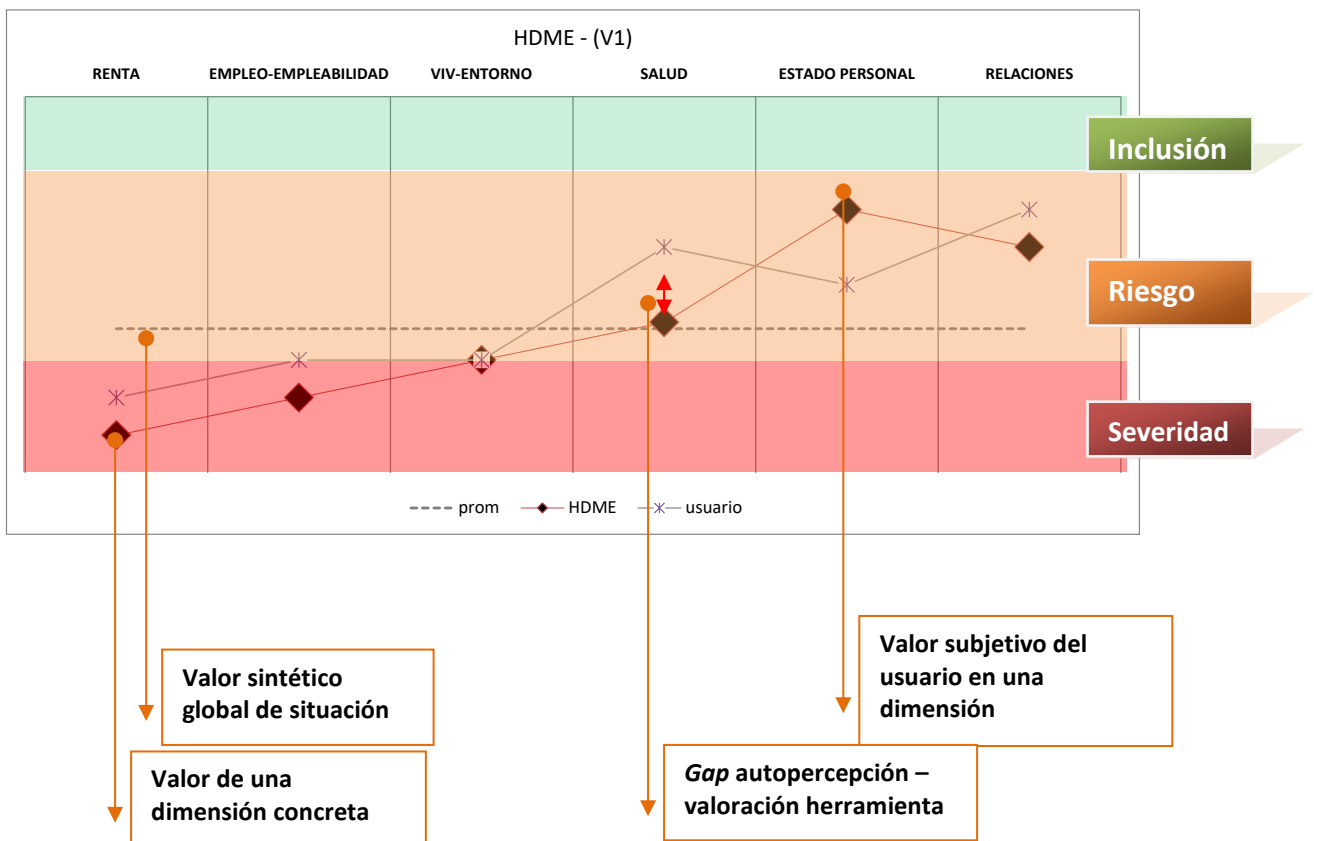 HDME - (V1)
RENTA EMPLEO-EMPLEABILIDAD VIV-ENTORNO SALUD ESTADO PERSONAL RELACIONES
Inclusión
Riesgo
Severidad
prom HDME usuario
Valor subjetivo del
usuario en una
dimensión
Valor sintético
global de situación
Gap autopercepción –
valoración herramienta
Valor de una
dimensión concreta